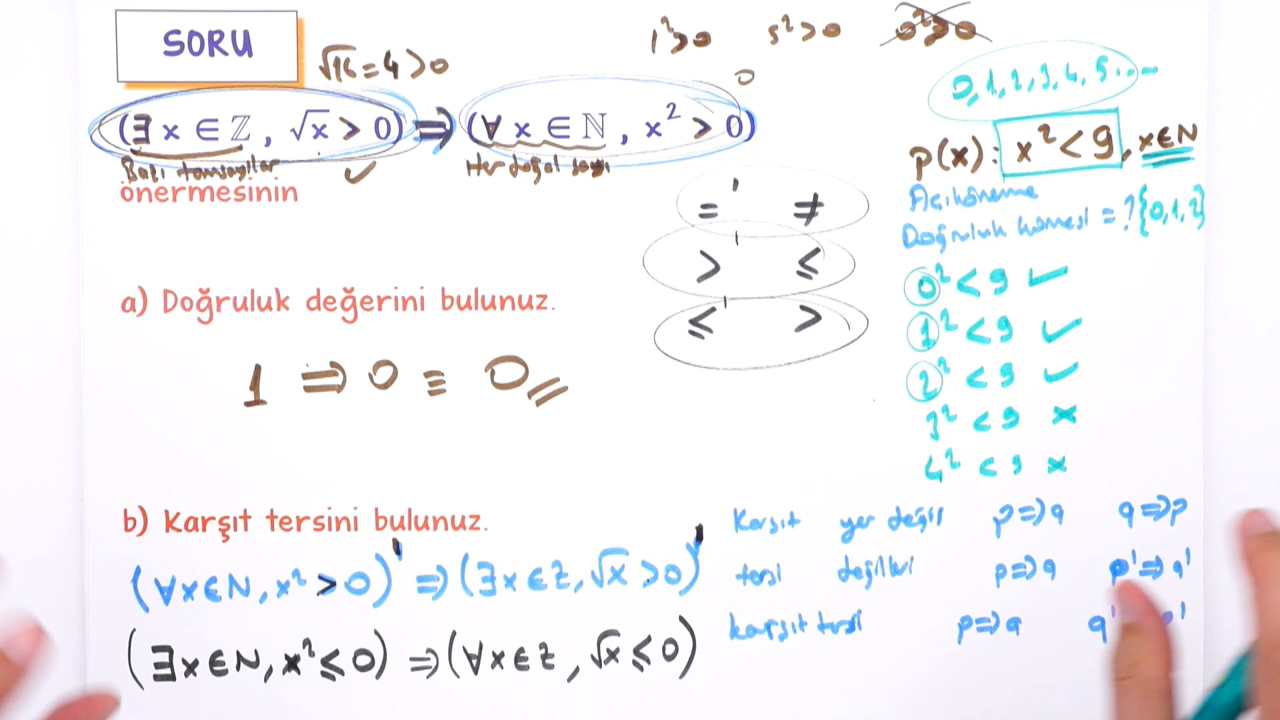 SORU
√16 = 4 > 0
1² > 0
5² > 0
0² > 0
0
(∃ x ∈ ℤ , √x > 0) ⇒ (∀ x ∈ ℕ , x² > 0)
Bazı tamsayılar ✓
Her doğal sayı
önermesinin
=' ≠
>' ≤
≤' >
a) Doğruluk değerini bulunuz.
1 ⇒ 0 ≡ 0
b) Karşıt tersini bulunuz.
(∀x∈N, x² > 0)' ⇒ (∃x∈Z, √x > 0)'
(∃x∈N, x² ≤ 0) ⇒ (∀x∈Z, √x ≤ 0)
0, 1, 2, 3, 4, 5 . . . .
p(x) : x² < 9 , x∈N
Açıkönerme
Doğruluk kümesi = ? {0,1,2}
0² < 9 ✓
1² < 9 ✓
2² < 9 ✓
3² < 9 ×
4² < 9 ×
Karşıt yer değiş p⇒q q⇒p
tersi değilleri p⇒q p'⇒q'
karşıt tersi p⇒q q'